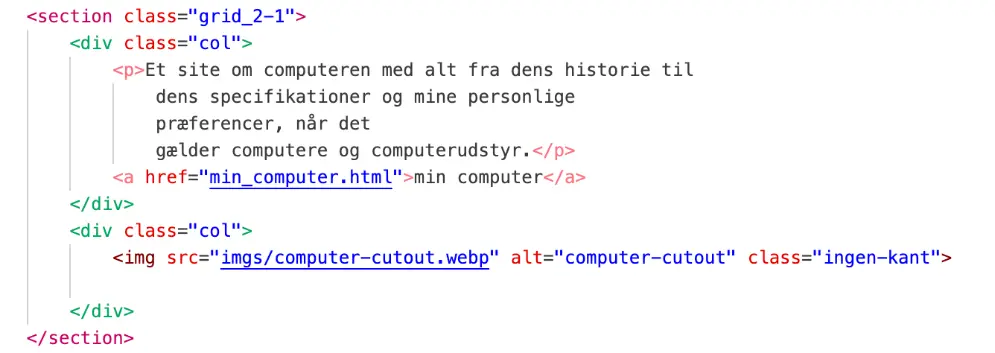 <section class="grid_2-1">
<div class="col">
<p>Et site om computeren med alt fra dens historie til
dens specifikationer og mine personlige
præferencer, når det
gælder computere og computerudstyr.</p>
<a href="min_computer.html">min computer</a>
</div>
<div class="col">
<img src="imgs/computer-cutout.webp" alt="computer-cutout" class="ingen-kant">
</div>
</section>